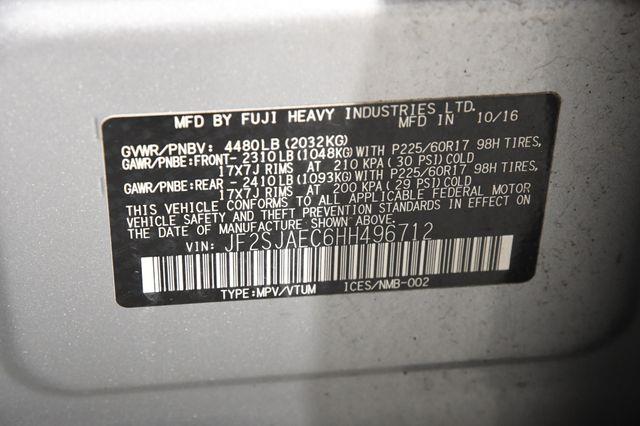 MFD BY FUJI HEAVY INDUSTRIES LTD.
MFD IN 10/16
GVWR/PNBV: 4480LB(2032KG)
GAWR/PNBE:FRONT-2310LB(1048KG)WITH P225/60R17 98H TIRES,
17X7J RIMS AT 210 KPA(30 PSI)COLD
GAWR/PNBE:REAR -2410LB(1093KG)WITH P225/60R17 98H TIRES,
17X7J RIMS AT 200 KPA(29 PSI)COLD
THIS VEHICLE CONFORMS TO ALL APPLICABLE FEDERAL MOTOR
VEHICLE SAFETY AND THEFT PREVENTION STANDARDS IN EFFECT
ON THE DATE OF MANUFACTURE SHOWN ABOVE.
VIN: JF2SJAEC6HH496712
TYPE:MPV/VTUM ICES/NMB-002